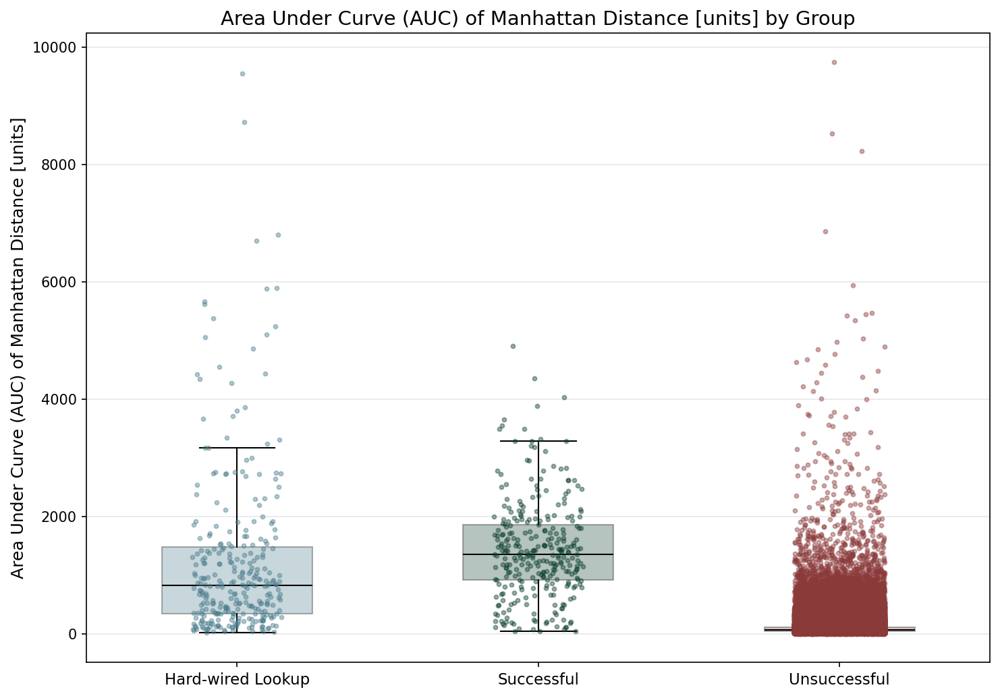 Area Under Curve (AUC) of Manhattan Distance [units] by Group
Area Under Curve (AUC) of Manhattan Distance [units]
10000
8000
6000
4000
2000
0
Hard-wired Lookup
Successful
Unsuccessful